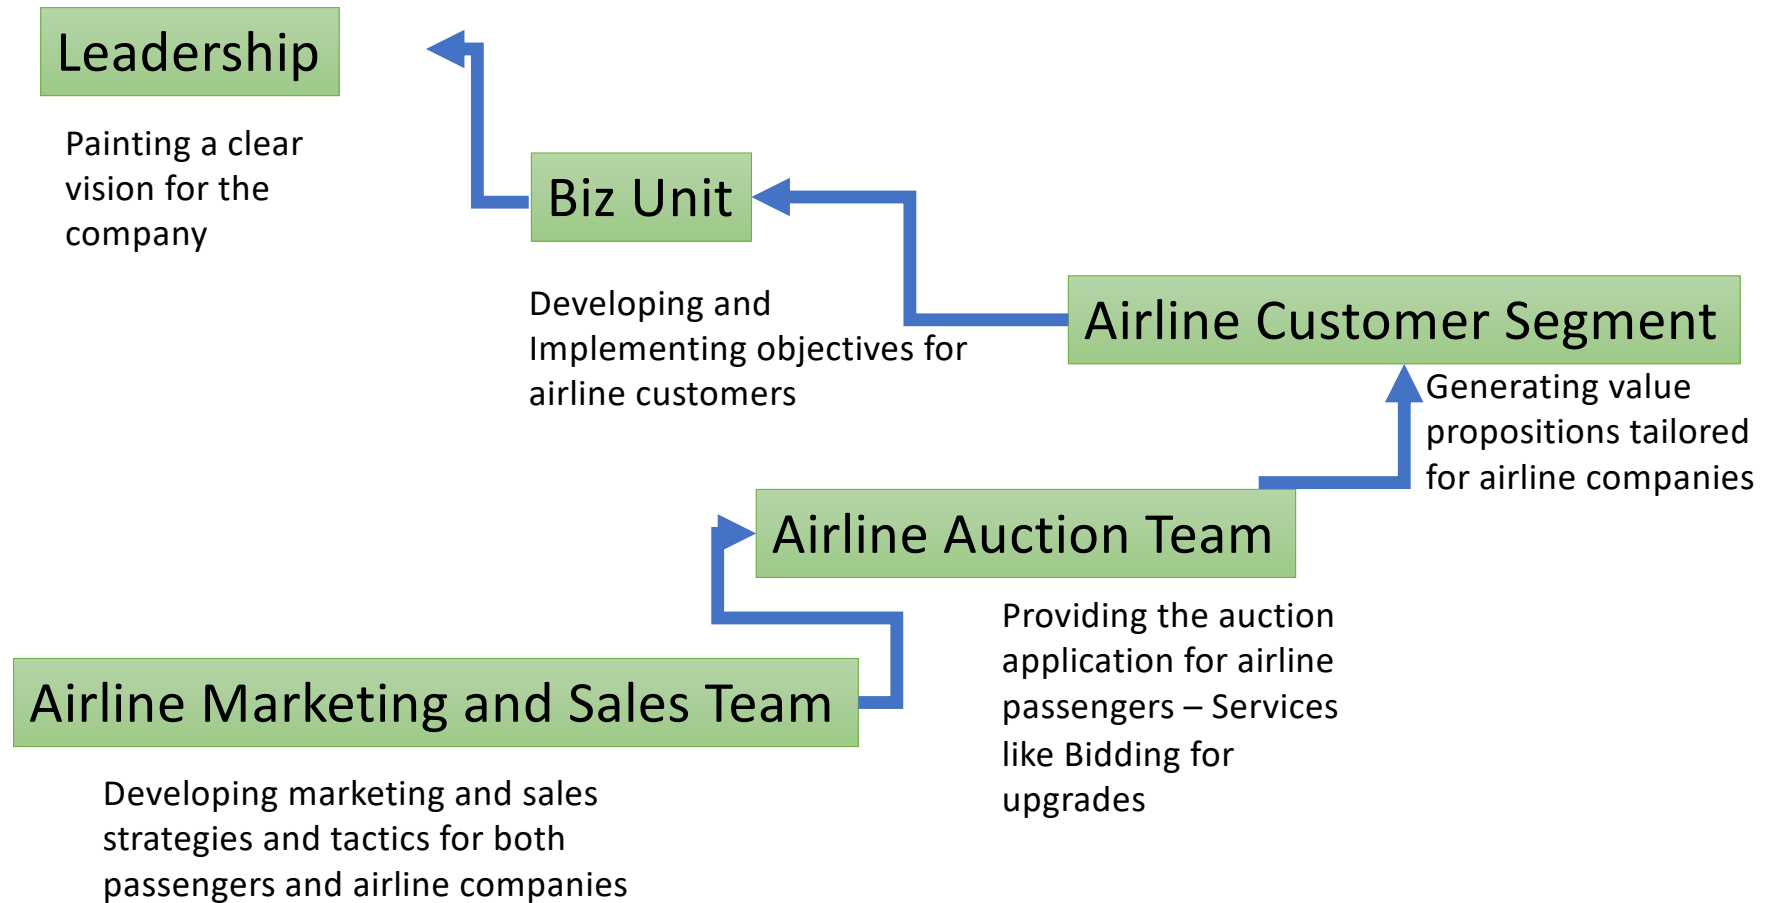 Leadership
Painting a clear
vision for the
company
Biz Unit
Developing and
Implementing objectives for
airline customers
Airline Customer Segment
Generating value
propositions tailored
for airline companies
Airline Auction Team
Providing the auction
application for airline
passengers – Services
like Bidding for
upgrades
Airline Marketing and Sales Team
Developing marketing and sales
strategies and tactics for both
passengers and airline companies